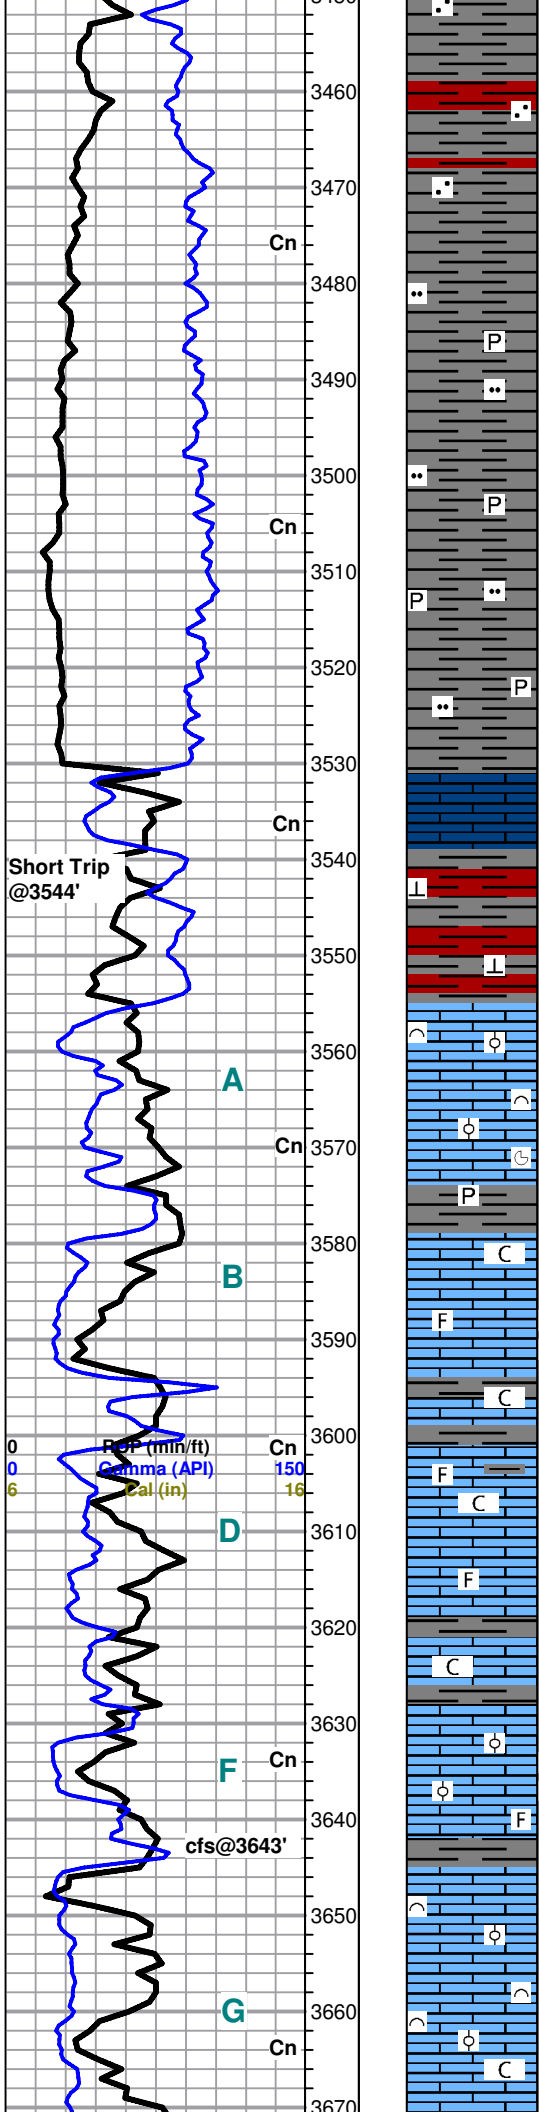 3460
3470
Cn
3480
P
3490
3500
P
Cn
3510
P
3520
P
3530
Cn
3540
Short Trip
@3544'
3550
3560
A
Cn
3570
P
3580
C
B
F
3590
C
3600
Cn
0 ROP (min/ft)
0 Gamma (API) 150
6 Cal (in) 16
F
C
D
3610
F
3620
C
3630
Cn
F
3640
F
cfs@3643'
3650
G
3660
Cn
C
3670